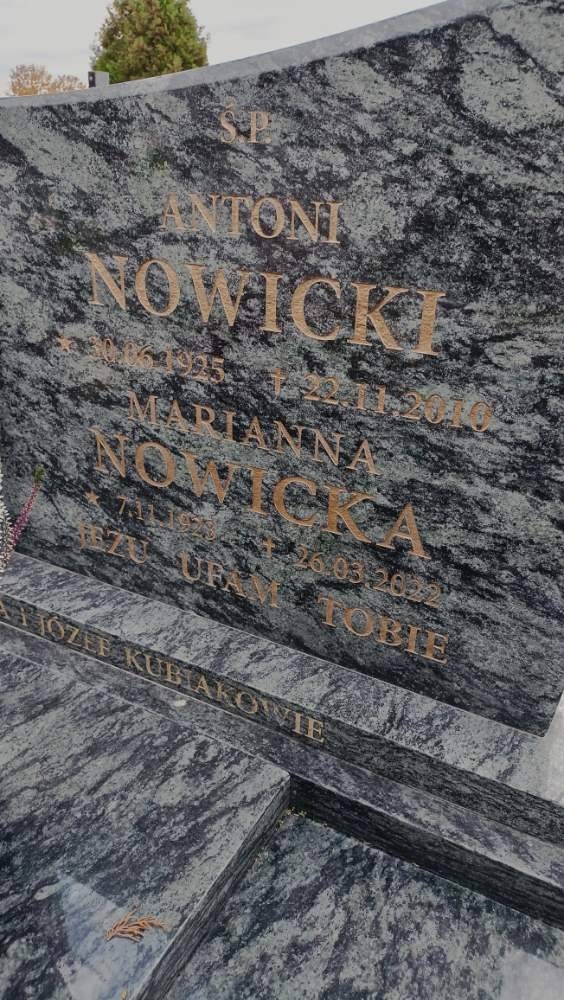 Ś.P.
ANTONI
NOWICKI
★ 30.06.1925 † 22.11.2010
MARIANNA
NOWICKA
★ 7.11.1923 † 26.03.2022
JEZU UFAM TOBIE
A I JÓZEF KUBIAKOWIE